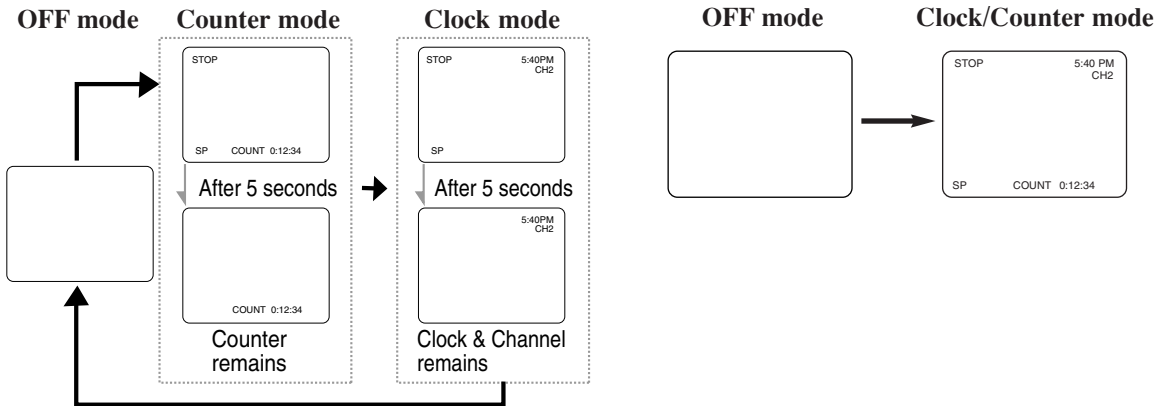 OFF mode
Counter mode
STOP
SP COUNT 0:12:34
After 5 seconds
COUNT 0:12:34
Counter
remains
Clock mode
STOP 5:40PM
CH2
SP
After 5 seconds
5:40PM
CH2
Clock & Channel
remains
OFF mode
Clock/Counter mode
STOP 5:40 PM
CH2
SP COUNT 0:12:34